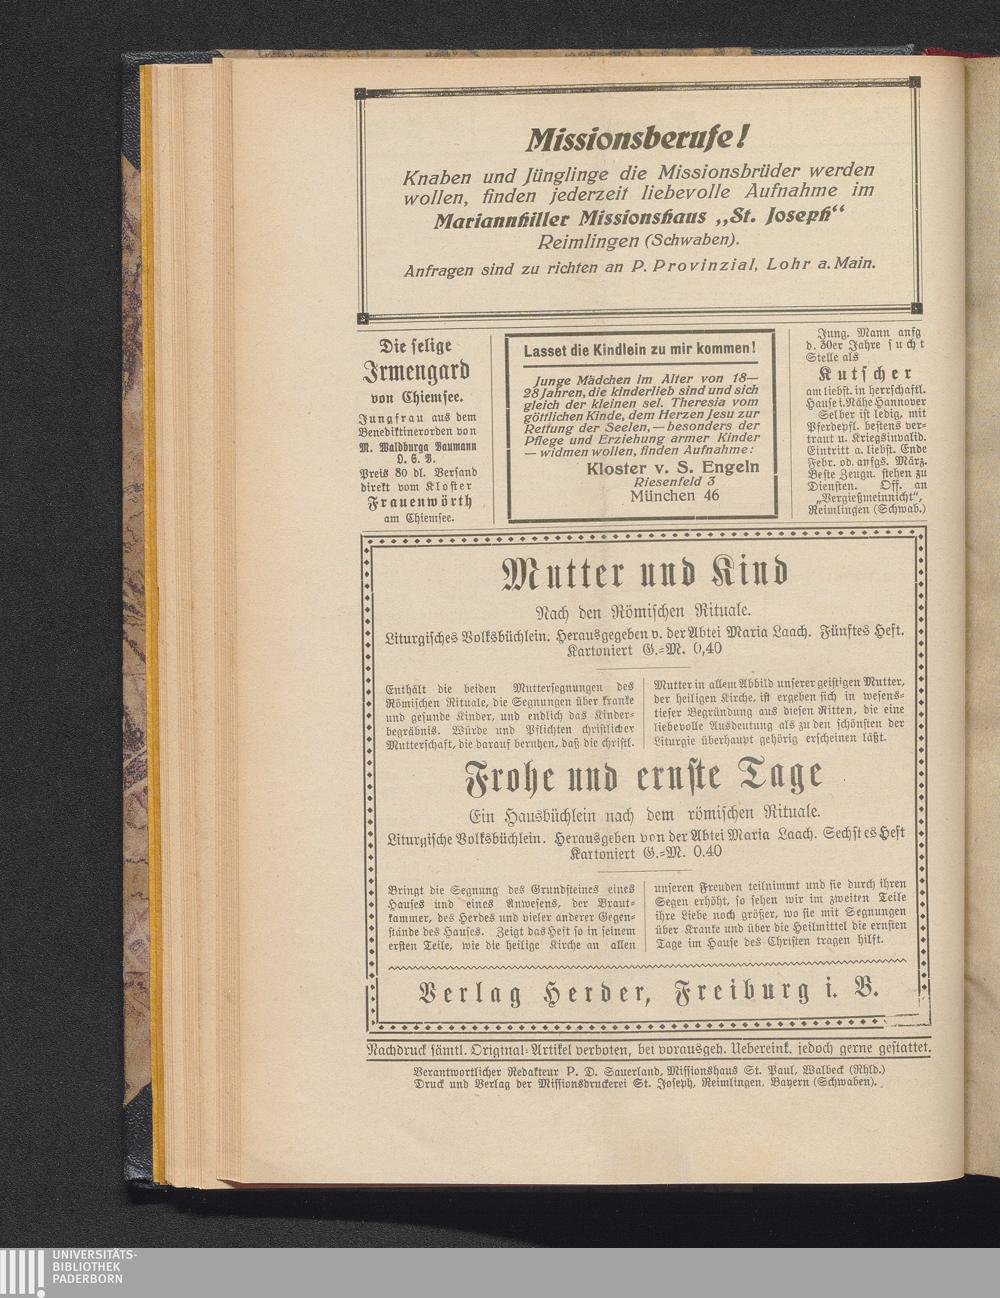 Missionsberufe!
Knaben und Jünglinge die Missionsbrüder werden
wollen, finden jederzeit liebevolle Aufnahme im
Mariannhiller Missionshaus „St. Joseph“
Reimlingen (Schwaben).
Anfragen sind zu richten an P. Provinzial, Lohr a. Main.
Die selige
Irmengard
von Chiemsee.
Jungfrau aus dem
Benediktinerorden von
M. Waldburga Baumann
O. S. B.
Preis 80 dl. Versand
direkt vom Kloster
Frauenwörth
am Chiemsee.
Lasset die Kindlein zu mir kommen!
Junge Mädchen im Alter von 18—
28 Jahren, die kinderlieb sind und sich
gleich der kleinen sel. Theresia vom
göttlichen Kinde, dem Herzen Jesu zur
Rettung der Seelen, — besonders der
Pflege und Erziehung armer Kinder
— widmen wollen, finden Aufnahme:
Kloster v. S. Engeln
Riesenfeld 3
München 46
Jung. Mann anfg
d. 30er Jahre sucht
Stelle als
Kutscher
am liebst. in herrschaftl.
Hause i. Nähe Hannover
Selber ist ledig, mit
Pferdepfl. bestens ver-
traut u. Kriegsinvalid.
Eintritt a. liebst. Ende
Febr. od. anfgs. März.
Beste Zeugn. stehen zu
Diensten. Off. an
„Vergießmeinnicht“,
Reimlingen (Schwab.)
Mutter und Kind
Nach den Römischen Rituale.
Liturgisches Volksbüchlein. Herausgegeben v. der Abtei Maria Laach. Fünftes Heft.
Kartoniert G.=M. 0,40
Enthält die beiden Muttersegnungen des
Römischen Rituale, die Segnungen über kranke
und gesunde Kinder, und endlich das Kinder-
begräbnis. Würde und Pflichten christlicher
Mutterschaft, die darauf beruhen, daß die christl.
Mutter in allem Abbild unserer geistigen Mutter,
der heiligen Kirche, ist ergeben sich in wesens-
tiefer Begründung aus diesen Ritten, die eine
liebevolle Ausdeutung als zu den schönsten der
Liturgie überhaupt gehörig erscheinen läßt.
Frohe und ernste Tage
Ein Hausbüchlein nach dem römischen Rituale.
Liturgische Volksbüchlein. Herausgeben von der Abtei Maria Laach. Sechstes Heft
Kartoniert G.=M. 0.40
Bringt die Segnung des Grundsteines eines
Hauses und eines Anwesens, der Braut-
kammer, des Herdes und vieler anderer Gegen-
stände des Hauses. Zeigt das Heft so in seinem
ersten Teile, wie die heilige Kirche an allen
unseren Freuden teilnimmt und sie durch ihren
Segen erhöht, so sehen wir im zweiten Teile
ihre Liebe noch größer, wo sie mit Segnungen
über Kranke und über die Heilmittel die ernsten
Tage im Hause des Christen tragen hilft.
Verlag Herder, Freiburg i. B.
Nachdruck sämtl. Original=Artikel verboten, bei vorausgeh. Uebereink. jedoch gerne gestattet.
Verantwortlicher Redakteur P. D. Sauerland, Missionshaus St. Paul, Walbeck (Rhld.)
Druck und Verlag der Missionsdruckerei St. Joseph, Reimlingen. Bayern (Schwaben).
UNIVERSITÄTS-
BIBLIOTHEK
PADERBORN